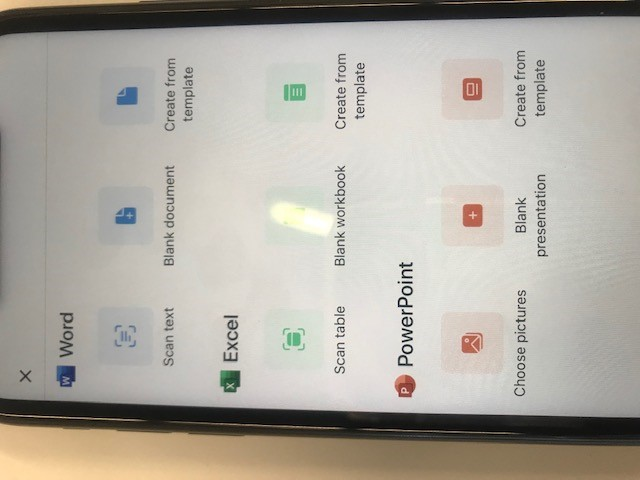 Word
Scan text
Blank document
Create from
template
Excel
Scan table
Blank workbook
Create from
template
PowerPoint
Choose pictures
Blank
presentation
Create from
template